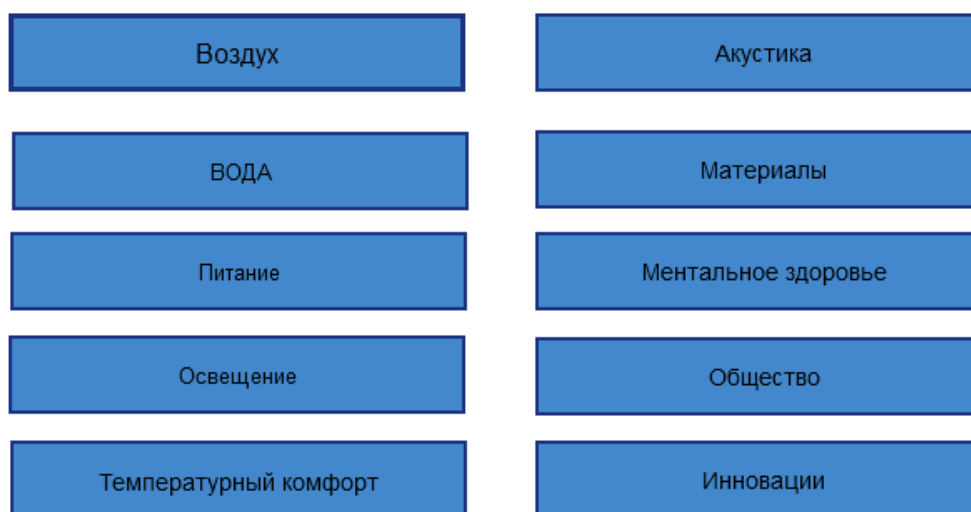 Воздух
ВОДА
Питание
Освещение
Температурный комфорт
Акустика
Материалы
Ментальное здоровье
Общество
Инновации